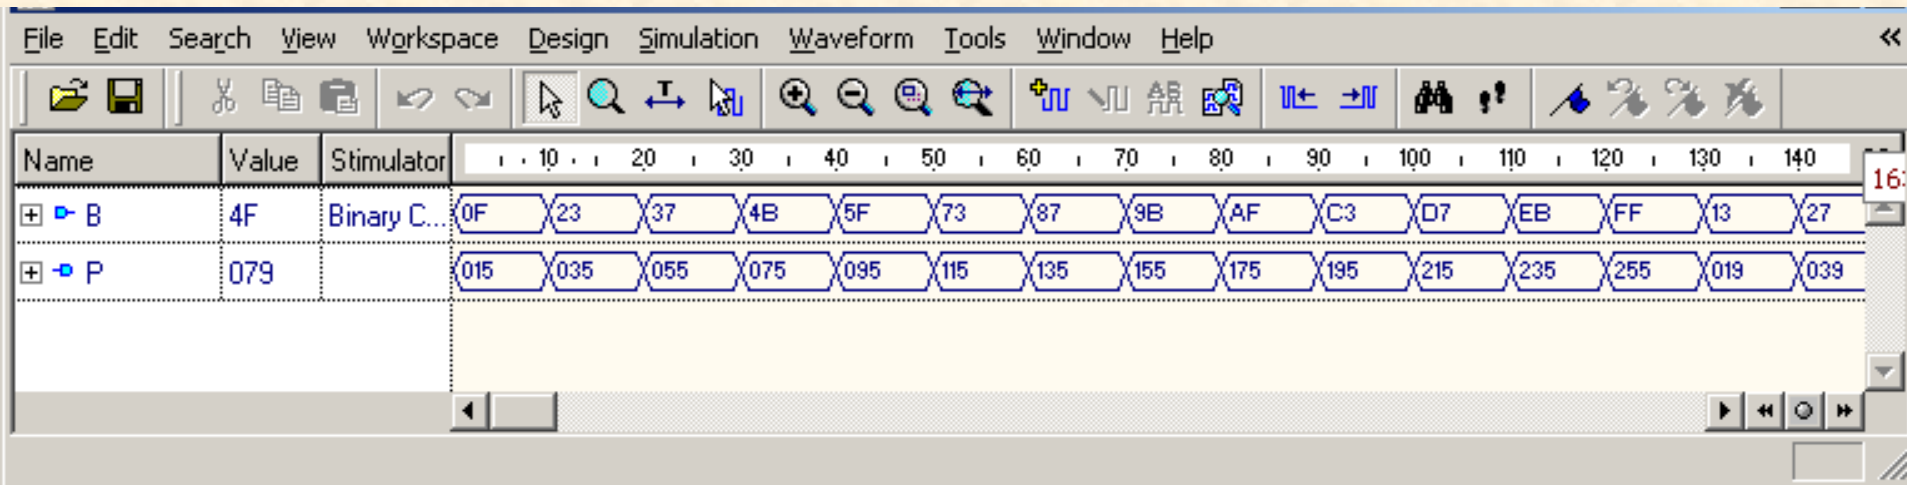 File Edit Search View Workspace Design Simulation Waveform Tools Window Help
Name Value Stimulator 10 20 30 40 50 60 70 80 90 100 110 120 130 140
16:
B 4F Binary C... 0F 23 37 4B 5F 73 87 9B AF C3 D7 EB FF 13 27
P 079 015 035 055 075 095 115 135 155 175 195 215 235 255 019 039